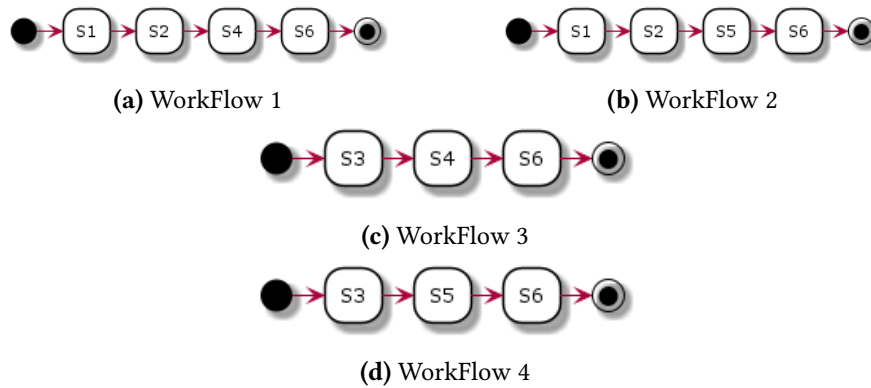 S1 S2 S4 S6
S1 S2 S5 S6
(a) WorkFlow 1
(b) WorkFlow 2
S3 S4 S6
(c) WorkFlow 3
S3 S5 S6
(d) WorkFlow 4